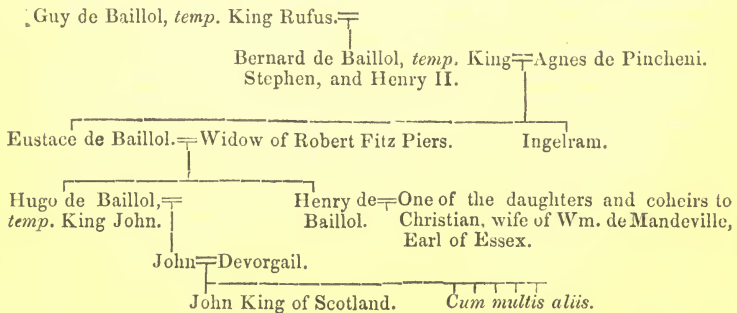 Guy de Baillol, temp. King Rufus.
Bernard de Baillol, temp. King Agnes de Pincheni.
Stephen, and Henry II.
Eustace de Baillol. Widow of Robert Fitz Piers. Ingelram.
Hugo de Baillol, Henry de One of the daughters and coheirs to
temp. King John. Baillol. Christian, wife of Wm. de Mandeville,
Earl of Essex.
John Devorgail.
John King of Scotland. Cum multis aliis.